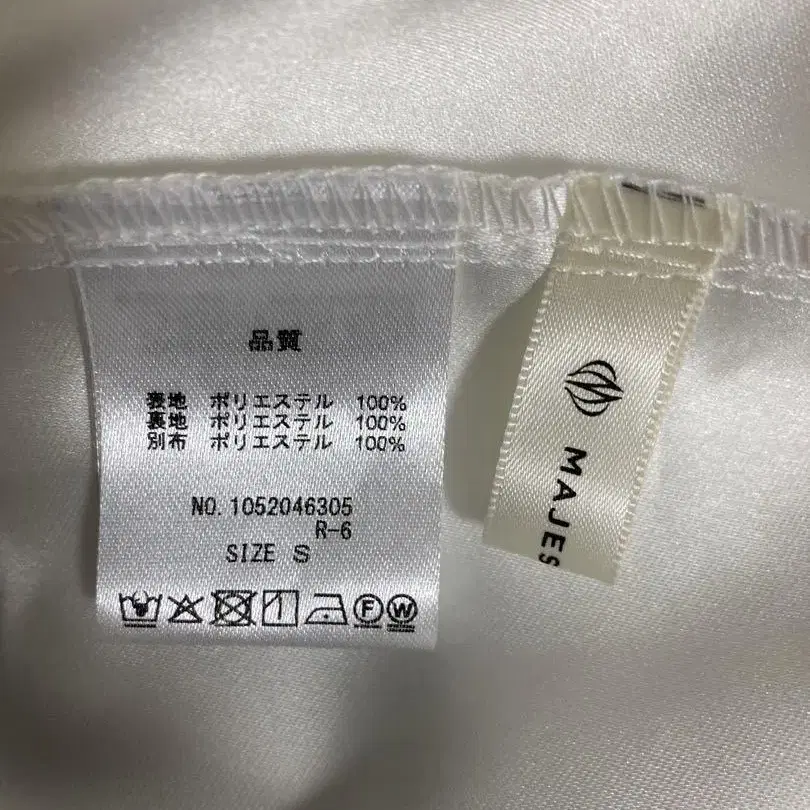 品質
表地 ポリエステル 100%
裏地 ポリエステル 100%
別布 ポリエステル 100%
NO. 1052046305
R-6
SIZE S
F W
MAJES